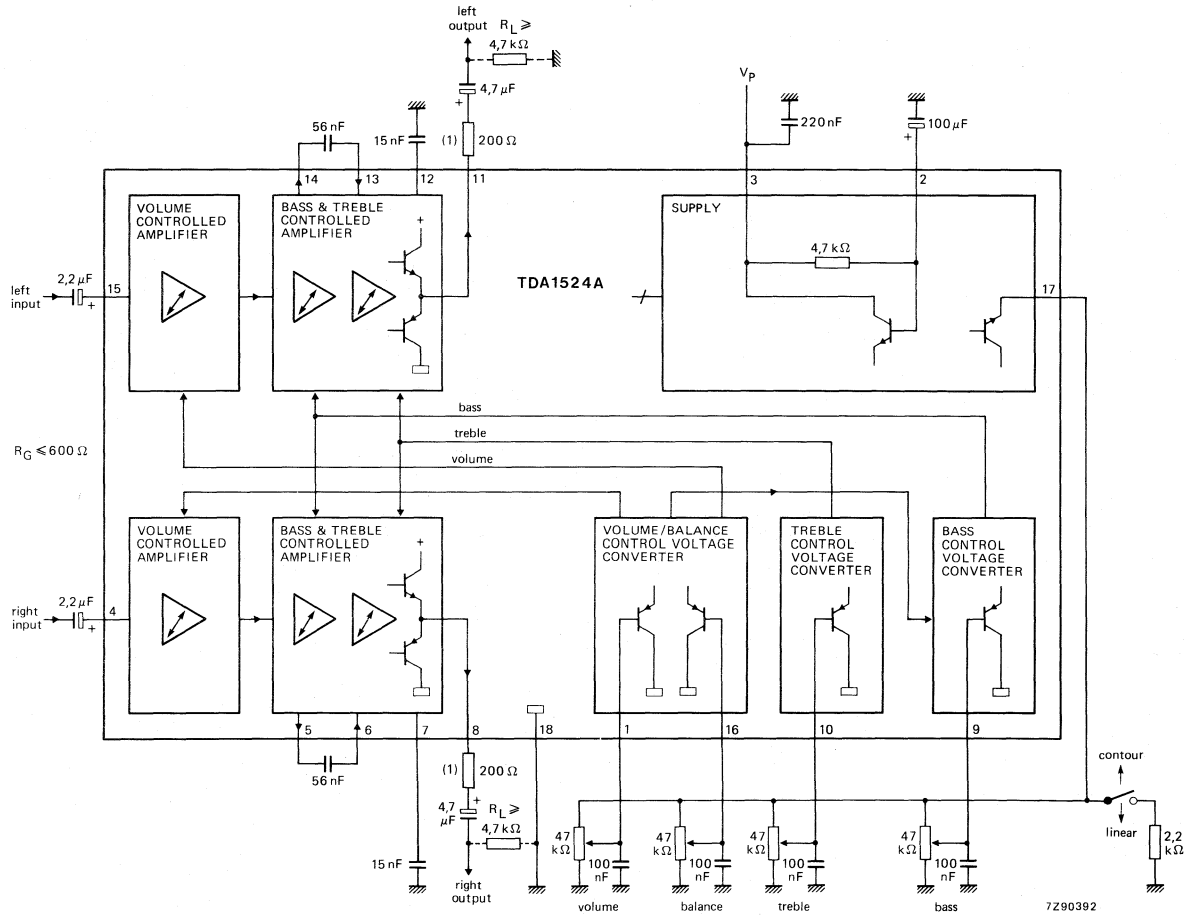 left
output
R_L ≥
4,7 kΩ
4,7 μF
+
56 nF
15 nF
(1)
200 Ω
V_P
220 nF
100 μF
+
14
13
12
11
3
2
VOLUME
CONTROLLED
AMPLIFIER
BASS & TREBLE
CONTROLLED
AMPLIFIER
+
SUPPLY
4,7 kΩ
TDA1524A
left
input
2,2 μF
+
15
17
bass
treble
volume
R_G ≤ 600 Ω
VOLUME
CONTROLLED
AMPLIFIER
BASS & TREBLE
CONTROLLED
AMPLIFIER
+
VOLUME/BALANCE
CONTROL VOLTAGE
CONVERTER
TREBLE
CONTROL
VOLTAGE
CONVERTER
BASS
CONTROL
VOLTAGE
CONVERTER
right
input
2,2 μF
+
4
5
6
7
8
18
1
16
10
9
56 nF
(1)
200 Ω
4,7
μF
+
R_L ≥
4,7 kΩ
15 nF
right
output
contour
linear
2,2
kΩ
47
kΩ
100
nF
47
kΩ
100
nF
47
kΩ
100
nF
47
kΩ
100
nF
volume
balance
treble
bass
7Z90392